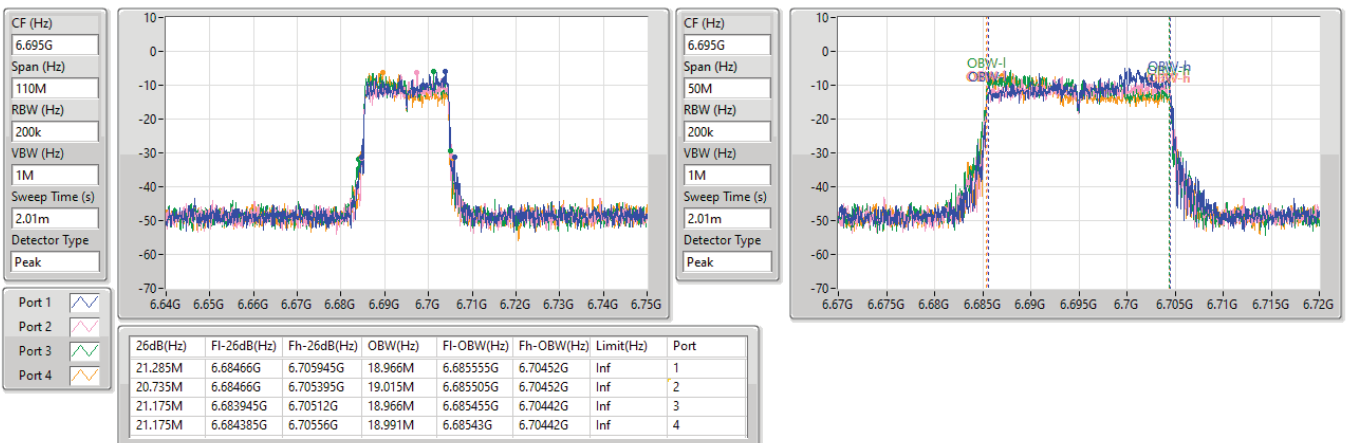 CF (Hz)
6.695G
Span (Hz)
110M
RBW (Hz)
200k
VBW (Hz)
1M
Sweep Time (s)
2.01m
Detector Type
Peak
10
0
-10
-20
-30
-40
-50
-60
-70
6.64G 6.65G 6.66G 6.67G 6.68G 6.69G 6.7G 6.71G 6.72G 6.73G 6.74G 6.75G
CF (Hz)
6.695G
Span (Hz)
50M
RBW (Hz)
200k
VBW (Hz)
1M
Sweep Time (s)
2.01m
Detector Type
Peak
10
0
-10
-20
-30
-40
-50
-60
-70
OBW-l
OBW-h
6.67G 6.675G 6.68G 6.685G 6.69G 6.695G 6.7G 6.705G 6.71G 6.715G 6.72G
Port 1
Port 2
Port 3
Port 4
26dB(Hz) Fl-26dB(Hz) Fh-26dB(Hz) OBW(Hz) Fl-OBW(Hz) Fh-OBW(Hz) Limit(Hz) Port
21.285M 6.68466G 6.705945G 18.966M 6.685555G 6.70452G Inf 1
20.735M 6.68466G 6.705395G 19.015M 6.685505G 6.70452G Inf 2
21.175M 6.683945G 6.70512G 18.966M 6.685455G 6.70442G Inf 3
21.175M 6.684385G 6.70556G 18.991M 6.68543G 6.70442G Inf 4